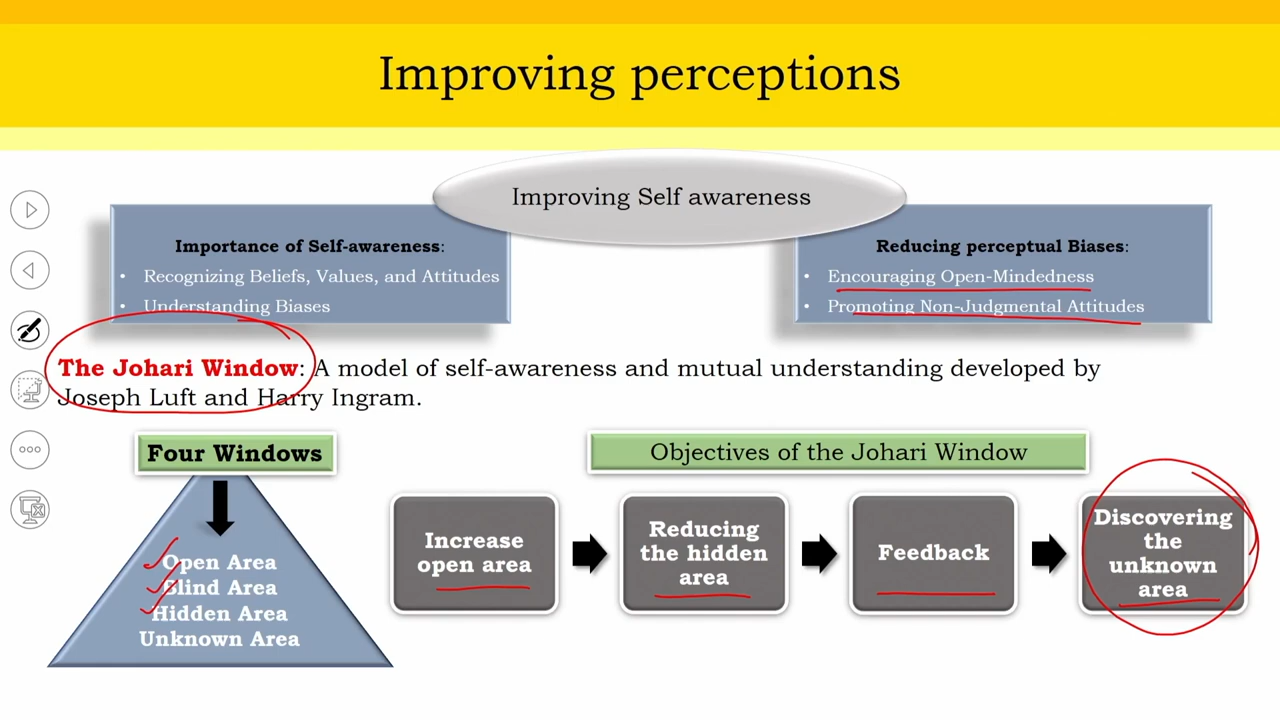 Improving perceptions
Improving Self awareness
Importance of Self-awareness:
• Recognizing Beliefs, Values, and Attitudes
• Understanding Biases
Reducing perceptual Biases:
• Encouraging Open-Mindedness
• Promoting Non-Judgmental Attitudes
The Johari Window: A model of self-awareness and mutual understanding developed by
Joseph Luft and Harry Ingram.
Four Windows
Open Area
Blind Area
Hidden Area
Unknown Area
Objectives of the Johari Window
Increase
open area
Reducing
the hidden
area
Feedback
Discovering
the
unknown
area